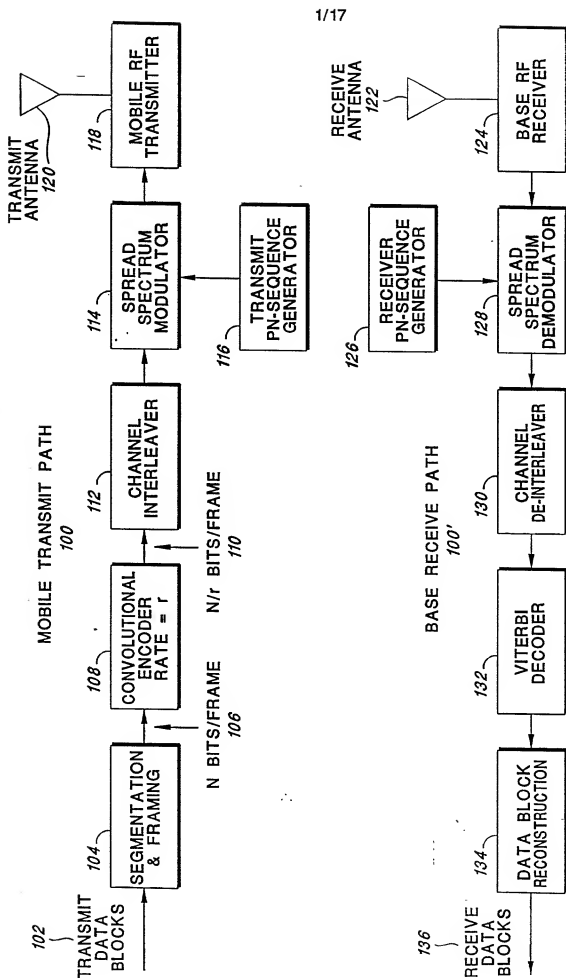 1/17
MOBILE TRANSMIT PATH
100
102
TRANSMIT
DATA
BLOCKS
104
SEGMENTATION
& FRAMING
N BITS/FRAME
106
108
CONVOLUTIONAL
ENCODER
RATE = r
N/r BITS/FRAME
110
112
CHANNEL
INTERLEAVER
114
SPREAD
SPECTRUM
MODULATOR
116
TRANSMIT
PN-SEQUENCE
GENERATOR
118
MOBILE RF
TRANSMITTER
TRANSMIT
ANTENNA
120
BASE RECEIVE PATH
100'
RECEIVE
ANTENNA
122
124
BASE RF
RECEIVER
126
RECEIVER
PN-SEQUENCE
GENERATOR
128
SPREAD
SPECTRUM
DEMODULATOR
130
CHANNEL
DE-INTERLEAVER
132
VITERBI
DECODER
134
DATA BLOCK
RECONSTRUCTION
136
RECEIVE
DATA
BLOCKS